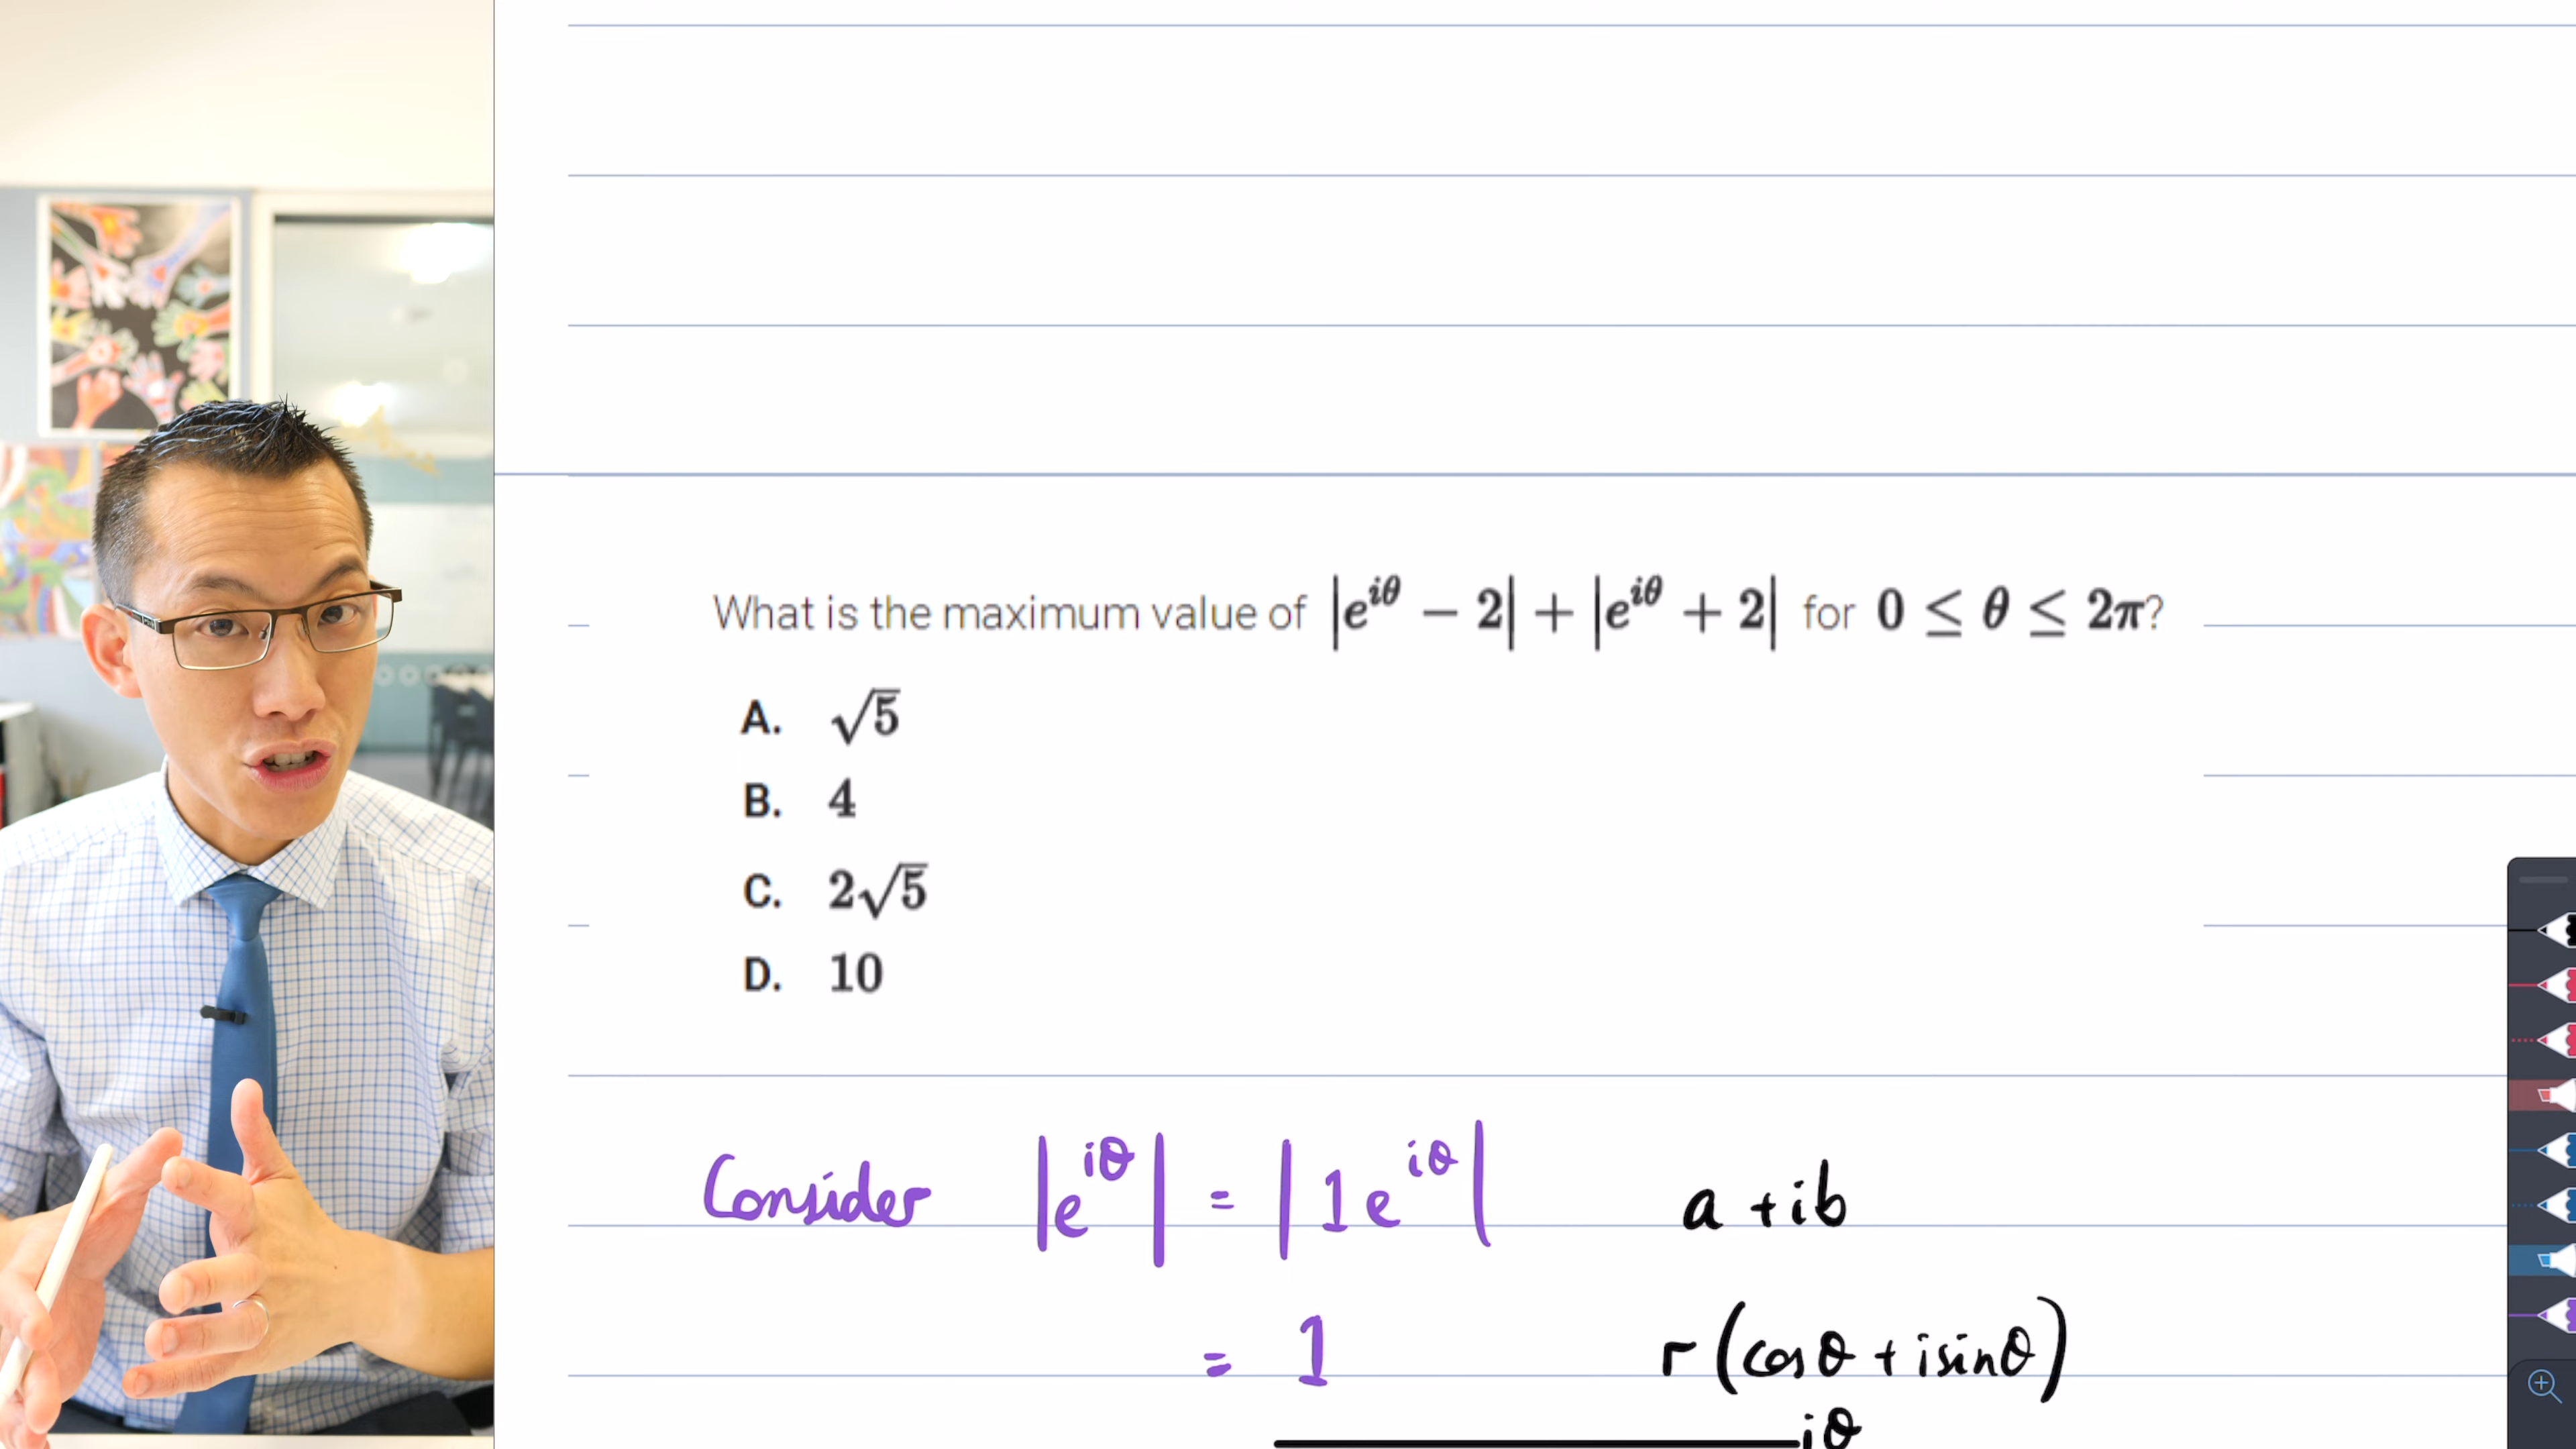 What is the maximum value of |e^{iθ} − 2| + |e^{iθ} + 2| for 0 ≤ θ ≤ 2π?
A. √5
B. 4
C. 2√5
D. 10
Consider |e^{iθ}| = |1e^{iθ}| a + ib
= 1 r(cosθ + isinθ)
iθ